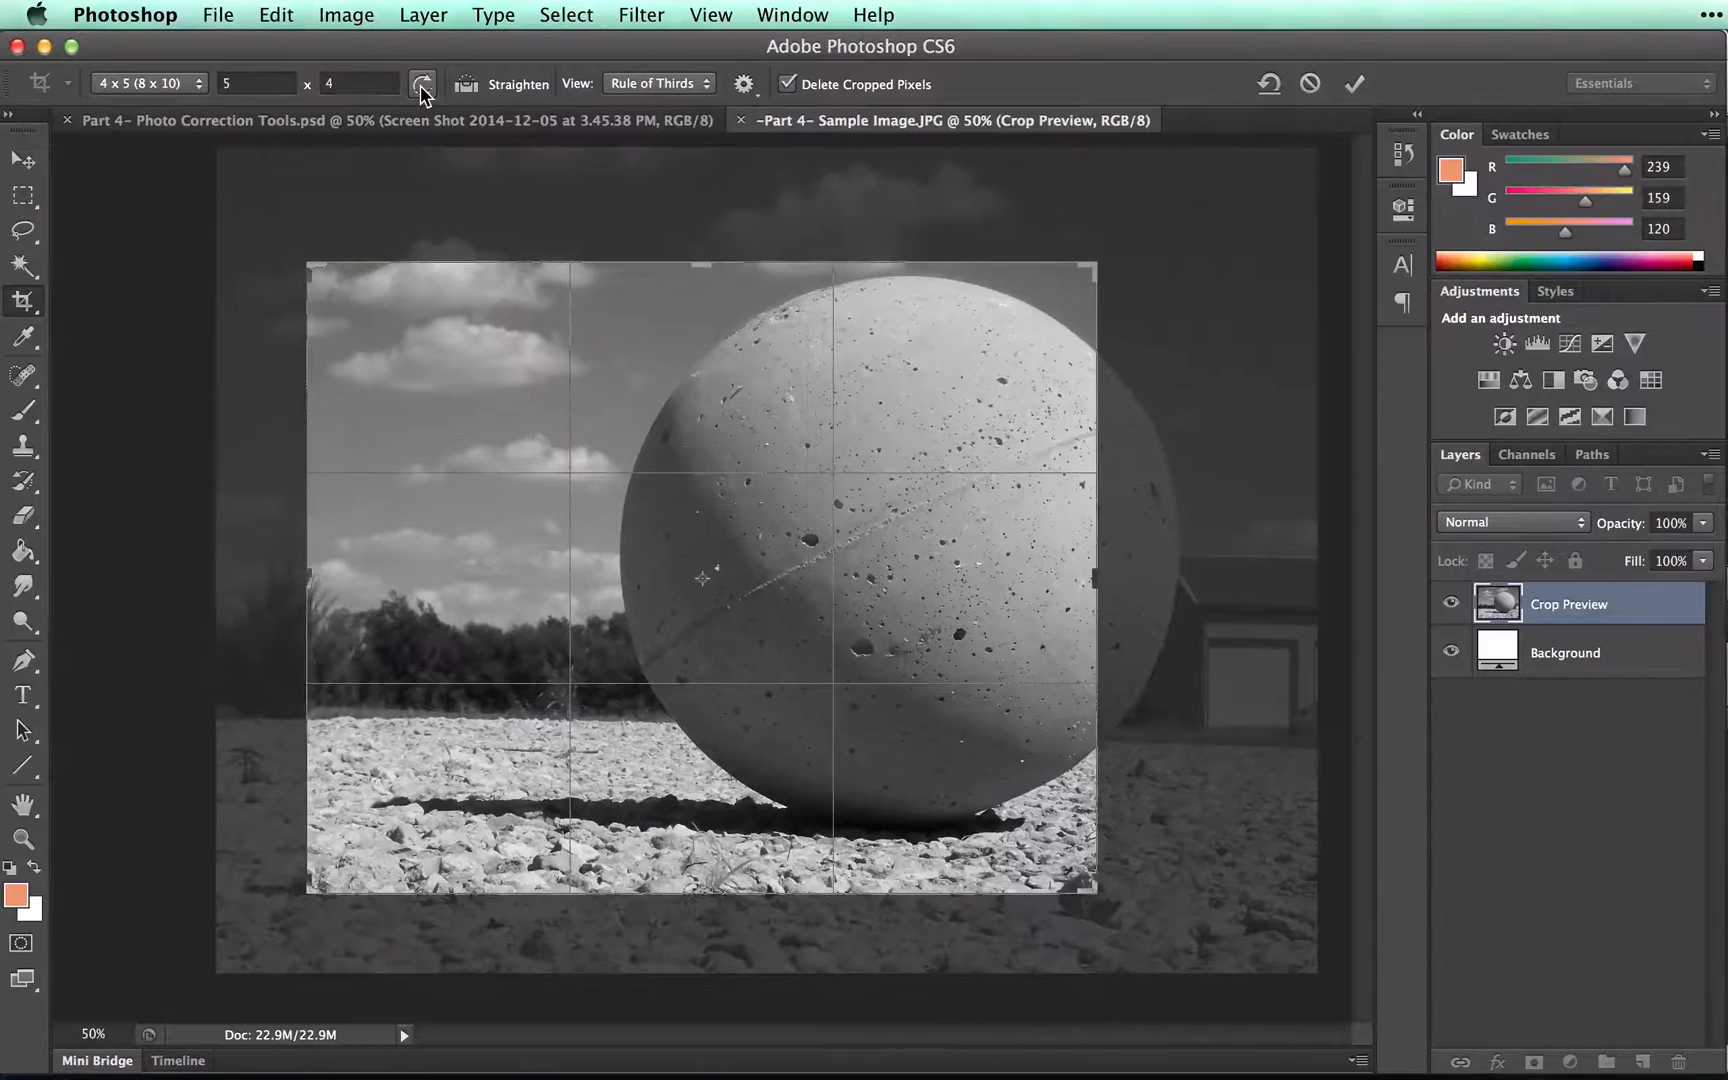 Photoshop File Edit Image Layer Type Select Filter View Window Help
Adobe Photoshop CS6
4 x 5 (8 x 10) 5 x 4 Straighten View: Rule of Thirds Delete Cropped Pixels Essentials
× Part 4- Photo Correction Tools.psd @ 50% (Screen Shot 2014-12-05 at 3.45.38 PM, RGB/8) × -Part 4- Sample Image.JPG @ 50% (Crop Preview, RGB/8)
Color Swatches
R 239
G 159
B 120
Adjustments Styles
Add an adjustment
Layers Channels Paths
Kind
Normal Opacity: 100%
Lock: Fill: 100%
Crop Preview
Background
50% Doc: 22.9M/22.9M
Mini Bridge Timeline